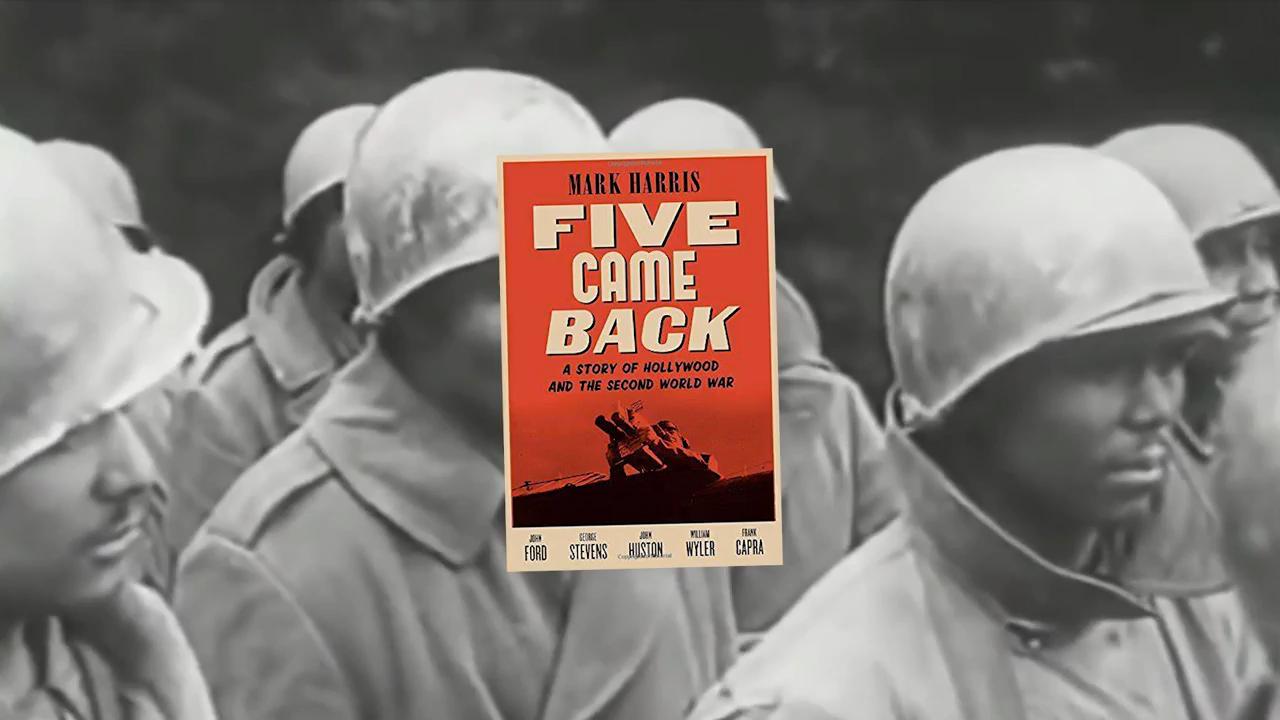 MARK HARRIS
FIVE
CAME
BACK
A STORY OF HOLLYWOOD
AND THE SECOND WORLD WAR
JOHN
FORD
GEORGE
STEVENS
JOHN
HUSTON
WILLIAM
WYLER
FRANK
CAPRA